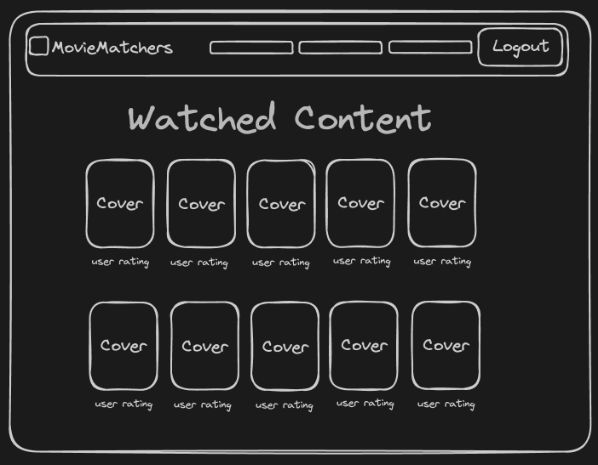 MovieMatchers Logout
Watched Content
Cover Cover Cover Cover Cover
user rating user rating user rating user rating user rating
Cover Cover Cover Cover Cover
user rating user rating user rating user rating user rating